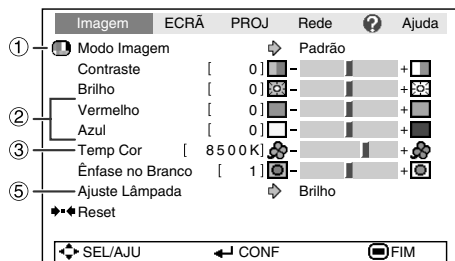 Imagem ECRÃ PROJ Rede ? Ajuda
① Modo Imagem Padrão
Contraste [ 0] - +
Brilho [ 0] - +
② Vermelho [ 0] - +
Azul [ 0] - +
③ Temp Cor [ 8500K] - +
Ênfase no Branco [ 1] - +
⑤ Ajuste Lâmpada Brilho
Reset
SEL/AJU CONF FIM